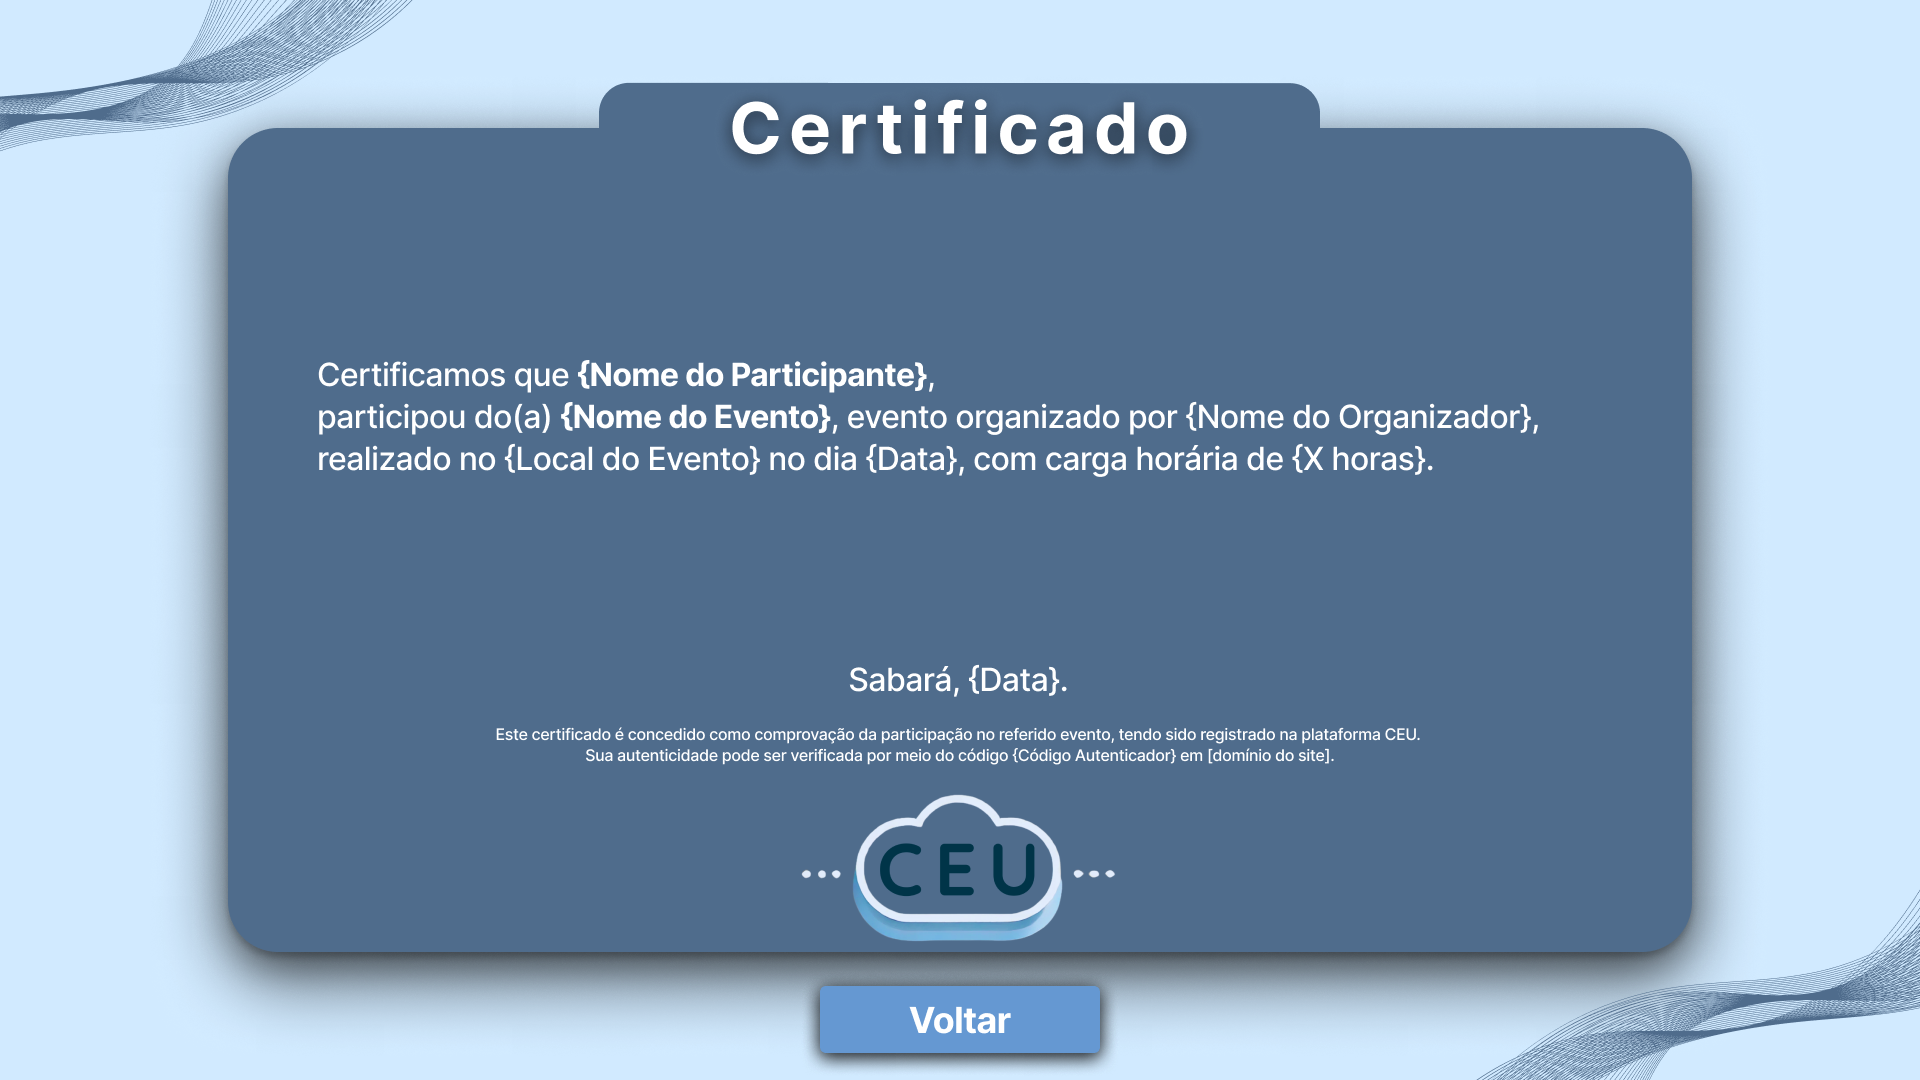 Certificado
Certificamos que {Nome do Participante},
participou do(a) {Nome do Evento}, evento organizado por {Nome do Organizador},
realizado no {Local do Evento} no dia {Data}, com carga horária de {X horas}.
Sabará, {Data}.
Este certificado é concedido como comprovação da participação no referido evento, tendo sido registrado na plataforma CEU.
Sua autenticidade pode ser verificada por meio do código {Código Autenticador} em [domínio do site].
CEU
Voltar